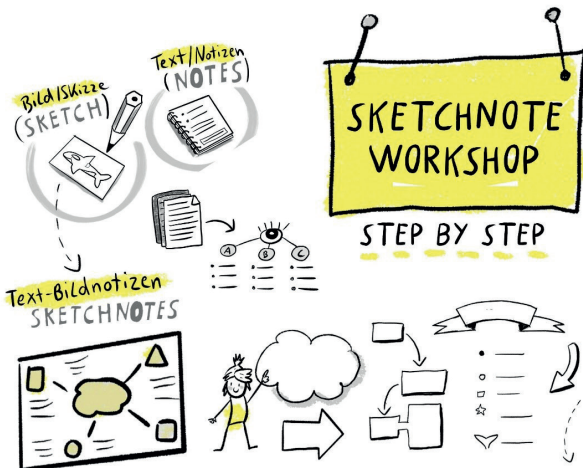 Bild/Skizze
(SKETCH)
Text/Notizen
(NOTES)
SKETCHNOTE
WORKSHOP
STEP BY STEP
A B C
Text-Bildnotizen
SKETCHNOTES